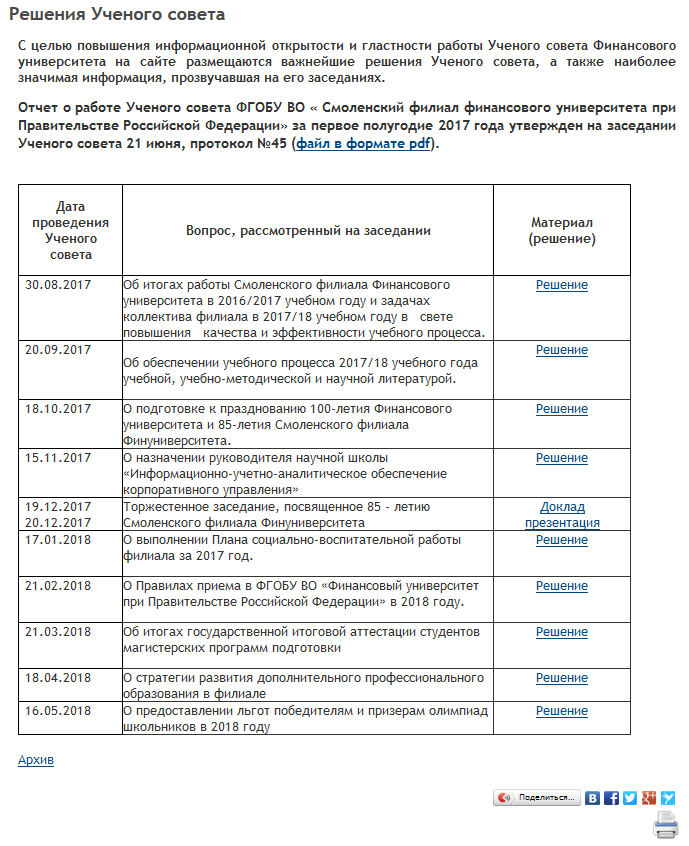 Решения Ученого совета
С целью повышения информационной открытости и гластности работы Ученого совета Финансового
университета на сайте размещаются важнейшие решения Ученого совета, а также наиболее
значимая информация, прозвучавшая на его заседаниях.
Отчет о работе Ученого совета ФГОБУ ВО « Смоленский филиал финансового университета при
Правительстве Российской Федерации» за первое полугодие 2017 года утвержден на заседании
Ученого совета 21 июня, протокол №45 (файл в формате pdf).
Дата
проведения
Ученого
совета
Вопрос, рассмотренный на заседании
Материал
(решение)
30.08.2017
Об итогах работы Смоленского филиала Финансового
университета в 2016/2017 учебном году и задачах
коллектива филиала в 2017/18 учебном году в свете
повышения качества и эффективности учебного процесса.
Решение
20.09.2017
Об обеспечении учебного процесса 2017/18 учебного года
учебной, учебно-методической и научной литературой.
Решение
18.10.2017
О подготовке к празднованию 100-летия Финансового
университета и 85-летия Смоленского филиала
Финуниверситета.
Решение
15.11.2017
О назначении руководителя научной школы
«Информационно-учетно-аналитическое обеспечение
корпоративного управления»
Решение
19.12.2017
20.12.2017
Торжестенное заседание, посвященное 85 - летию
Смоленского филиала Финуниверситета
Доклад
презентация
17.01.2018
О выполнении Плана социально-воспитательной работы
филиала за 2017 год.
Решение
21.02.2018
О Правилах приема в ФГОБУ ВО «Финансовый университет
при Правительстве Российской Федерации» в 2018 году.
Решение
21.03.2018
Об итогах государственной итоговой аттестации студентов
магистерских программ подготовки
Решение
18.04.2018
О стратегии развития дополнительного профессионального
образования в филиале
Решение
16.05.2018
О предоставлении льгот победителям и призерам олимпиад
школьников в 2018 году
Решение
Архив
Поделиться...